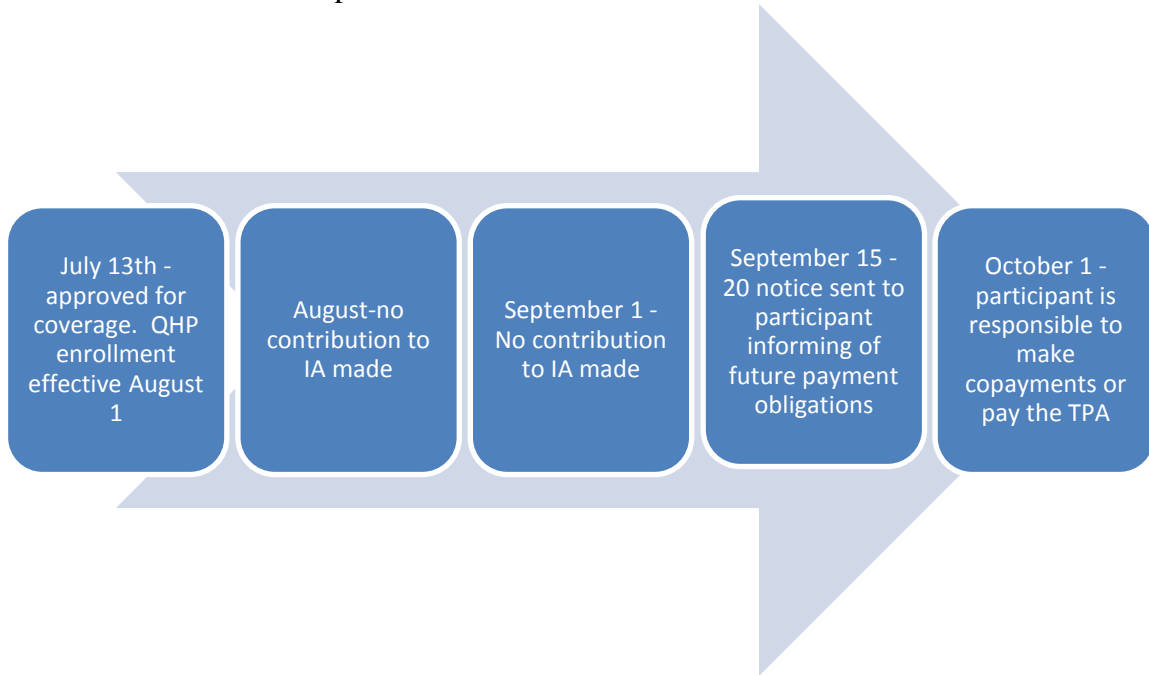 July 13th -
approved for
coverage.  QHP
enrollment
effective August
1
August-no
contribution to
IA made
September 1 -
No contribution
to IA made
September 15 -
20 notice sent to
participant
informing of
future payment
obligations
October 1 -
participant is
responsible to
make
copayments or
pay the TPA